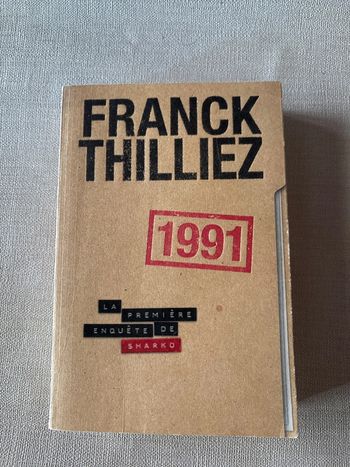 FRANCK
THILLIEZ
1991
LA
PREMIÈRE
ENQUÊTE DE
SHARKO